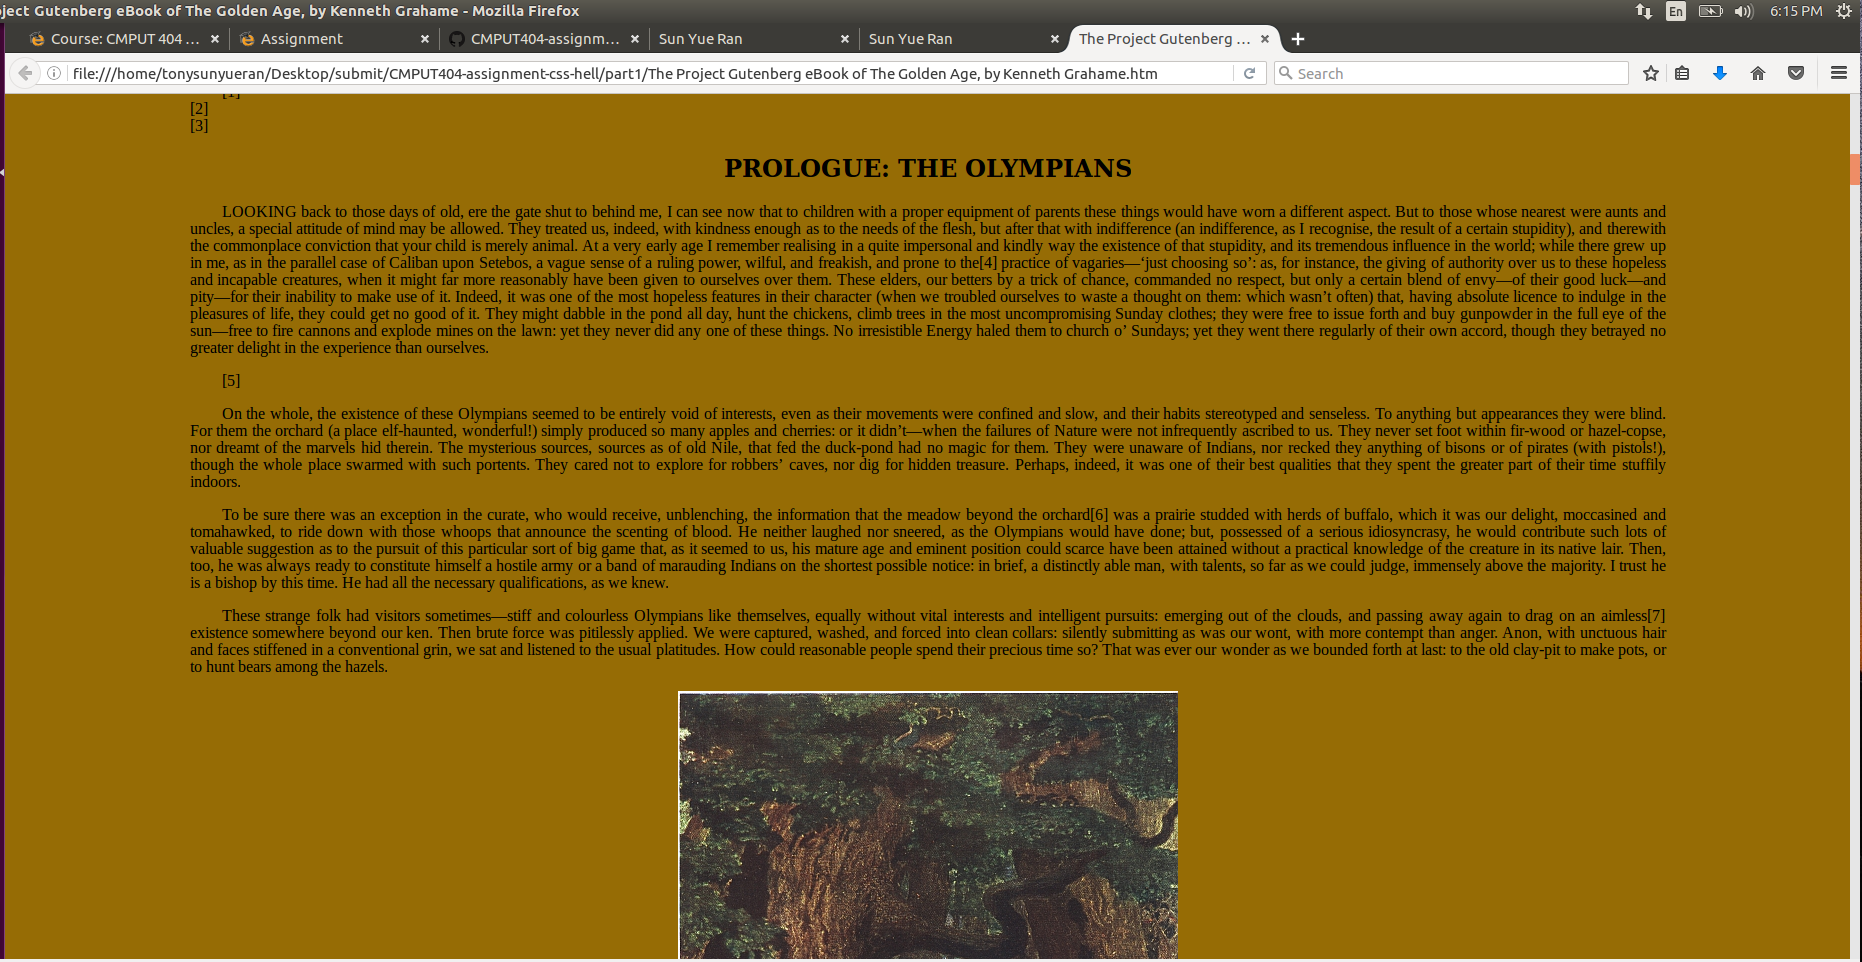 ject Gutenberg eBook of The Golden Age, by Kenneth Grahame - Mozilla Firefox
En
6:15 PM
Course: CMPUT 404 ...
Assignment
CMPUT404-assignm...
Sun Yue Ran
Sun Yue Ran
The Project Gutenberg ...
file:///home/tonysunyueran/Desktop/submit/CMPUT404-assignment-css-hell/part1/The Project Gutenberg eBook of The Golden Age, by Kenneth Grahame.htm
Search
[1]
[2]
[3]
PROLOGUE: THE OLYMPIANS
LOOKING back to those days of old, ere the gate shut to behind me, I can see now that to children with a proper equipment of parents these things would have worn a different aspect. But to those whose nearest were aunts and
uncles, a special attitude of mind may be allowed. They treated us, indeed, with kindness enough as to the needs of the flesh, but after that with indifference (an indifference, as I recognise, the result of a certain stupidity), and therewith
the commonplace conviction that your child is merely animal. At a very early age I remember realising in a quite impersonal and kindly way the existence of that stupidity, and its tremendous influence in the world; while there grew up
in me, as in the parallel case of Caliban upon Setebos, a vague sense of a ruling power, wilful, and freakish, and prone to the[4] practice of vagaries—‘just choosing so’: as, for instance, the giving of authority over us to these hopeless
and incapable creatures, when it might far more reasonably have been given to ourselves over them. These elders, our betters by a trick of chance, commanded no respect, but only a certain blend of envy—of their good luck—and
pity—for their inability to make use of it. Indeed, it was one of the most hopeless features in their character (when we troubled ourselves to waste a thought on them: which wasn’t often) that, having absolute licence to indulge in the
pleasures of life, they could get no good of it. They might dabble in the pond all day, hunt the chickens, climb trees in the most uncompromising Sunday clothes; they were free to issue forth and buy gunpowder in the full eye of the
sun—free to fire cannons and explode mines on the lawn: yet they never did any one of these things. No irresistible Energy haled them to church o’ Sundays; yet they went there regularly of their own accord, though they betrayed no
greater delight in the experience than ourselves.
[5]
On the whole, the existence of these Olympians seemed to be entirely void of interests, even as their movements were confined and slow, and their habits stereotyped and senseless. To anything but appearances they were blind.
For them the orchard (a place elf-haunted, wonderful!) simply produced so many apples and cherries: or it didn’t—when the failures of Nature were not infrequently ascribed to us. They never set foot within fir-wood or hazel-copse,
nor dreamt of the marvels hid therein. The mysterious sources, sources as of old Nile, that fed the duck-pond had no magic for them. They were unaware of Indians, nor recked they anything of bisons or of pirates (with pistols!),
though the whole place swarmed with such portents. They cared not to explore for robbers’ caves, nor dig for hidden treasure. Perhaps, indeed, it was one of their best qualities that they spent the greater part of their time stuffily
indoors.
To be sure there was an exception in the curate, who would receive, unblenching, the information that the meadow beyond the orchard[6] was a prairie studded with herds of buffalo, which it was our delight, moccasined and
tomahawked, to ride down with those whoops that announce the scenting of blood. He neither laughed nor sneered, as the Olympians would have done; but, possessed of a serious idiosyncrasy, he would contribute such lots of
valuable suggestion as to the pursuit of this particular sort of big game that, as it seemed to us, his mature age and eminent position could scarce have been attained without a practical knowledge of the creature in its native lair. Then,
too, he was always ready to constitute himself a hostile army or a band of marauding Indians on the shortest possible notice: in brief, a distinctly able man, with talents, so far as we could judge, immensely above the majority. I trust he
is a bishop by this time. He had all the necessary qualifications, as we knew.
These strange folk had visitors sometimes—stiff and colourless Olympians like themselves, equally without vital interests and intelligent pursuits: emerging out of the clouds, and passing away again to drag on an aimless[7]
existence somewhere beyond our ken. Then brute force was pitilessly applied. We were captured, washed, and forced into clean collars: silently submitting as was our wont, with more contempt than anger. Anon, with unctuous hair
and faces stiffened in a conventional grin, we sat and listened to the usual platitudes. How could reasonable people spend their precious time so? That was ever our wonder as we bounded forth at last: to the old clay-pit to make pots, or
to hunt bears among the hazels.